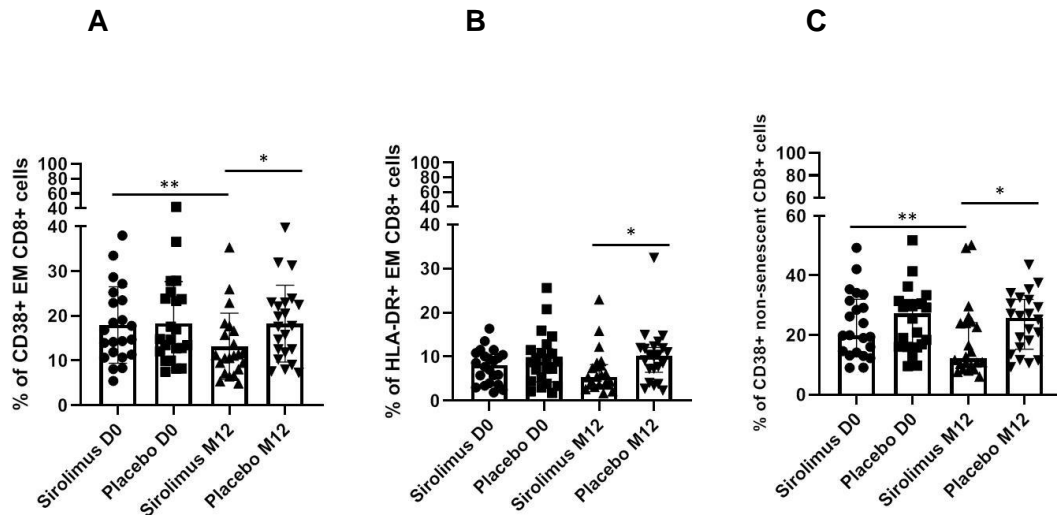 A
B
C
% of CD38+ EM CD8+ cells
100
80
60
40
40
30
20
10
0
**
*
Sirolimus D0
Placebo D0
Sirolimus M12
Placebo M12
% of HLA-DR+ EM CD8+ cells
100
80
60
40
40
30
20
10
0
*
Sirolimus D0
Placebo D0
Sirolimus M12
Placebo M12
% of CD38+ non-senescent CD8+ cells
100
80
60
60
40
20
0
**
*
Sirolimus D0
Placebo D0
Sirolimus M12
Placebo M12